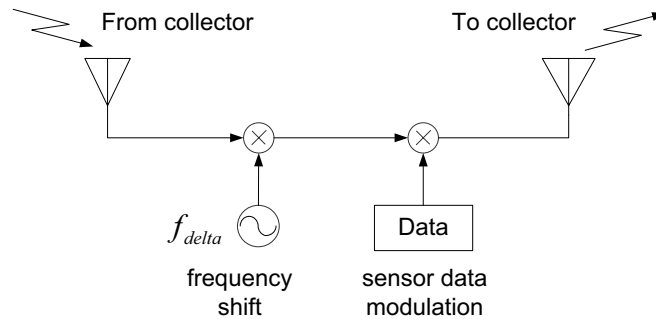 From collector
To collector
f_delta
Data
frequency
shift
sensor data
modulation